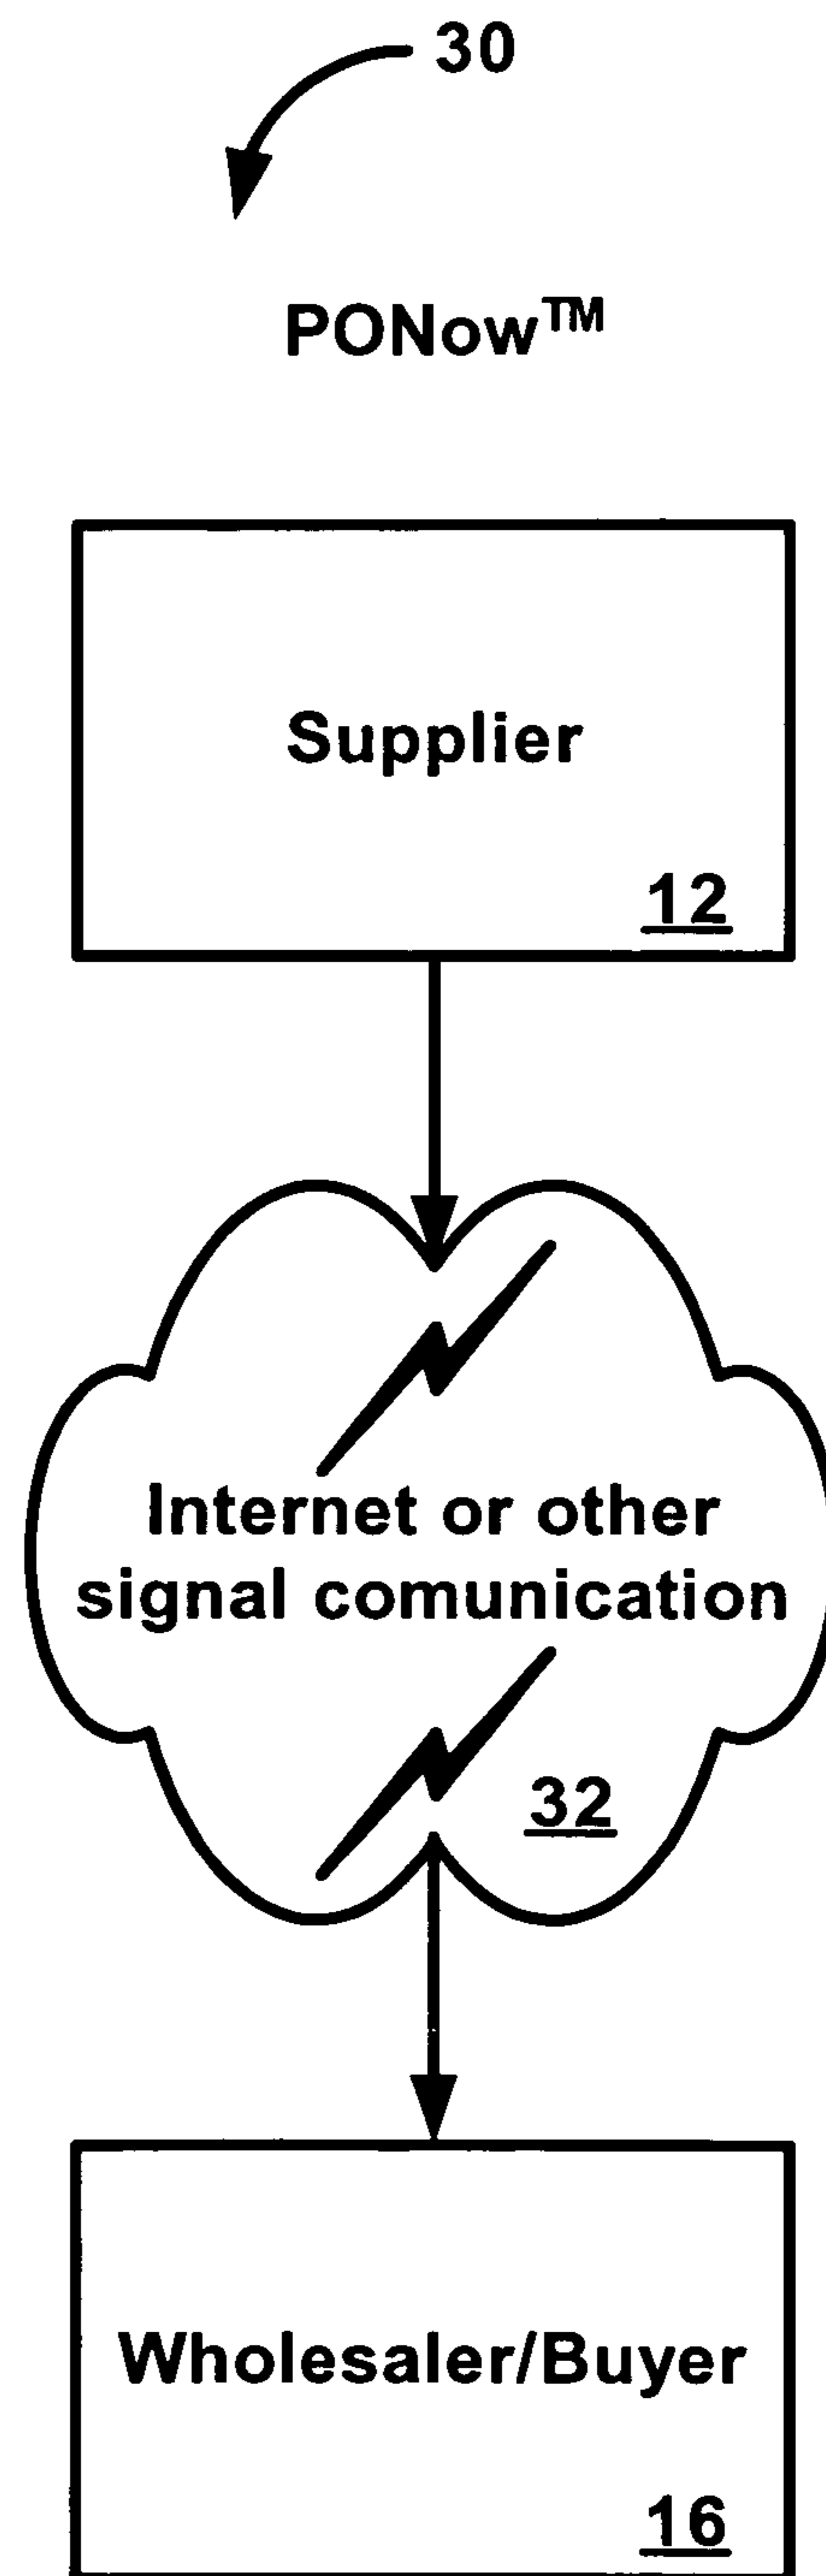 30
PONow™
Supplier
12
Internet or other
signal comunication
32
Wholesaler/Buyer
16